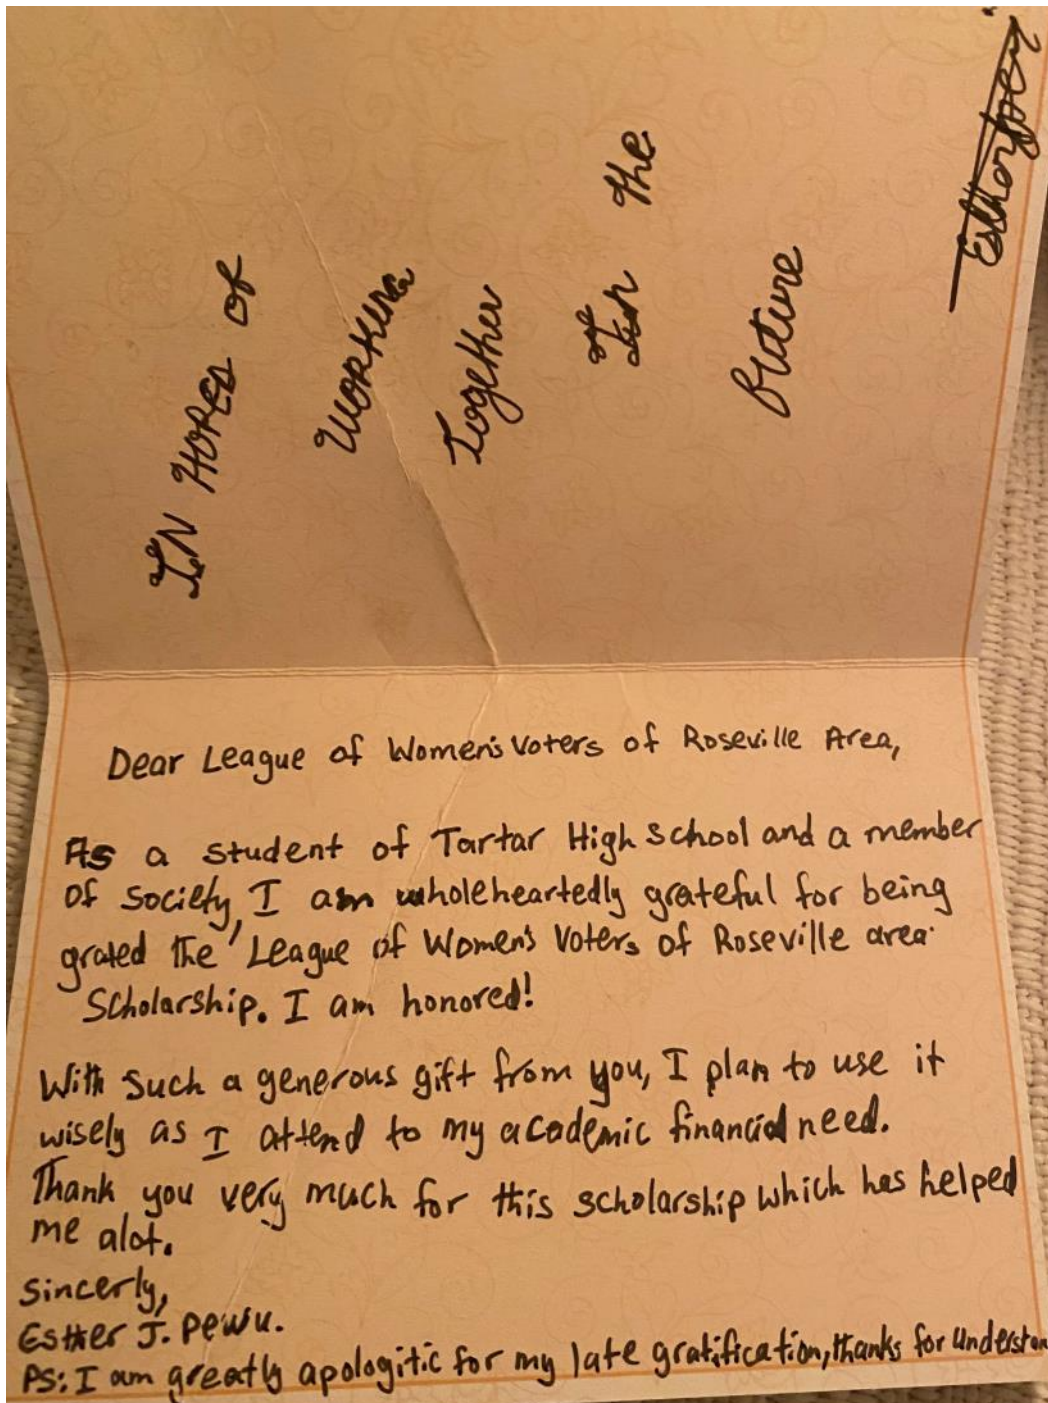 IN HOPES of
WORKING
Together
For the
Future
Dear League of Women's Voters of Roseville Area,
As a student of Tartar High School and a member
of society, I am wholeheartedly grateful for being
grated the League of Women's Voters of Roseville area
Scholarship. I am honored!
With such a generous gift from you, I plan to use it
wisely as I attend to my academic financial need.
Thank you very much for this scholarship which has helped
me alot.
Sincerly,
Esther J. Pewu.
PS: I am greatly apologitic for my late gratification, thanks for